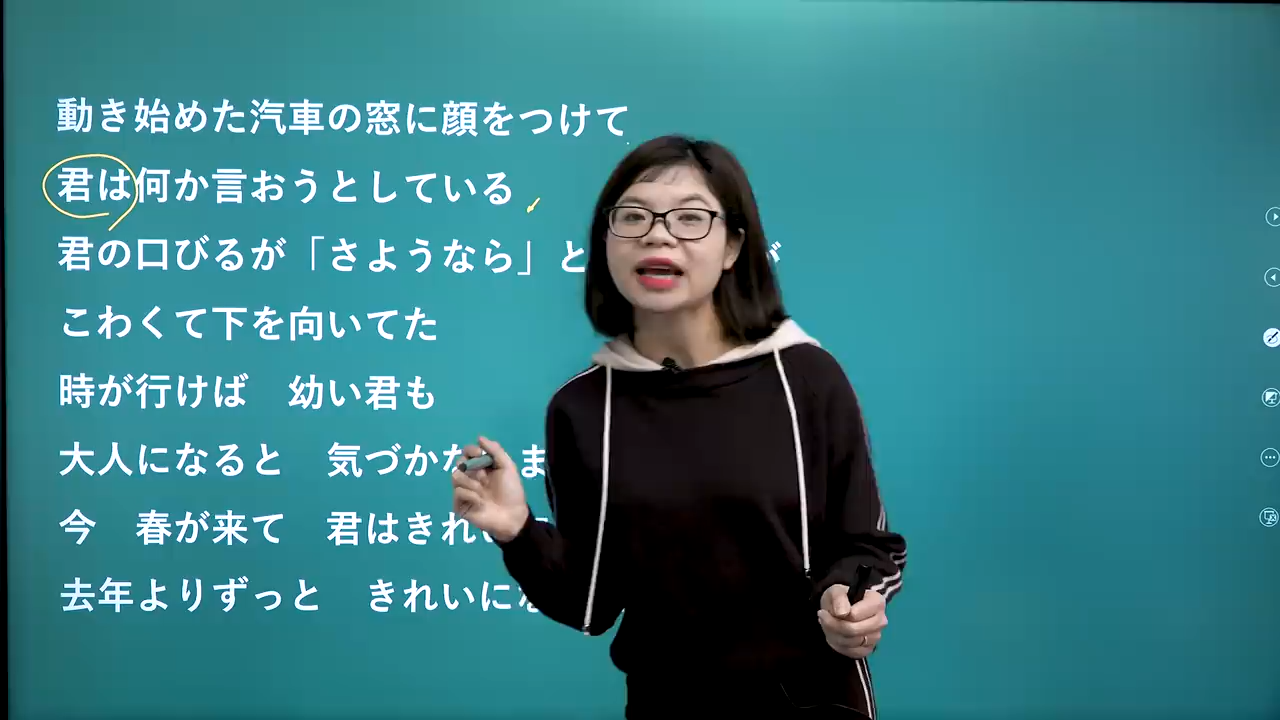 動き始めた汽車の窓に顔をつけて
君は何か言おうとしている
君の口びるが「さようなら」と
こわくて下を向いてた
時が行けば　幼い君も
大人になると　気づかな ま
今　春が来て　君はきれい
去年よりずっと　きれいにな